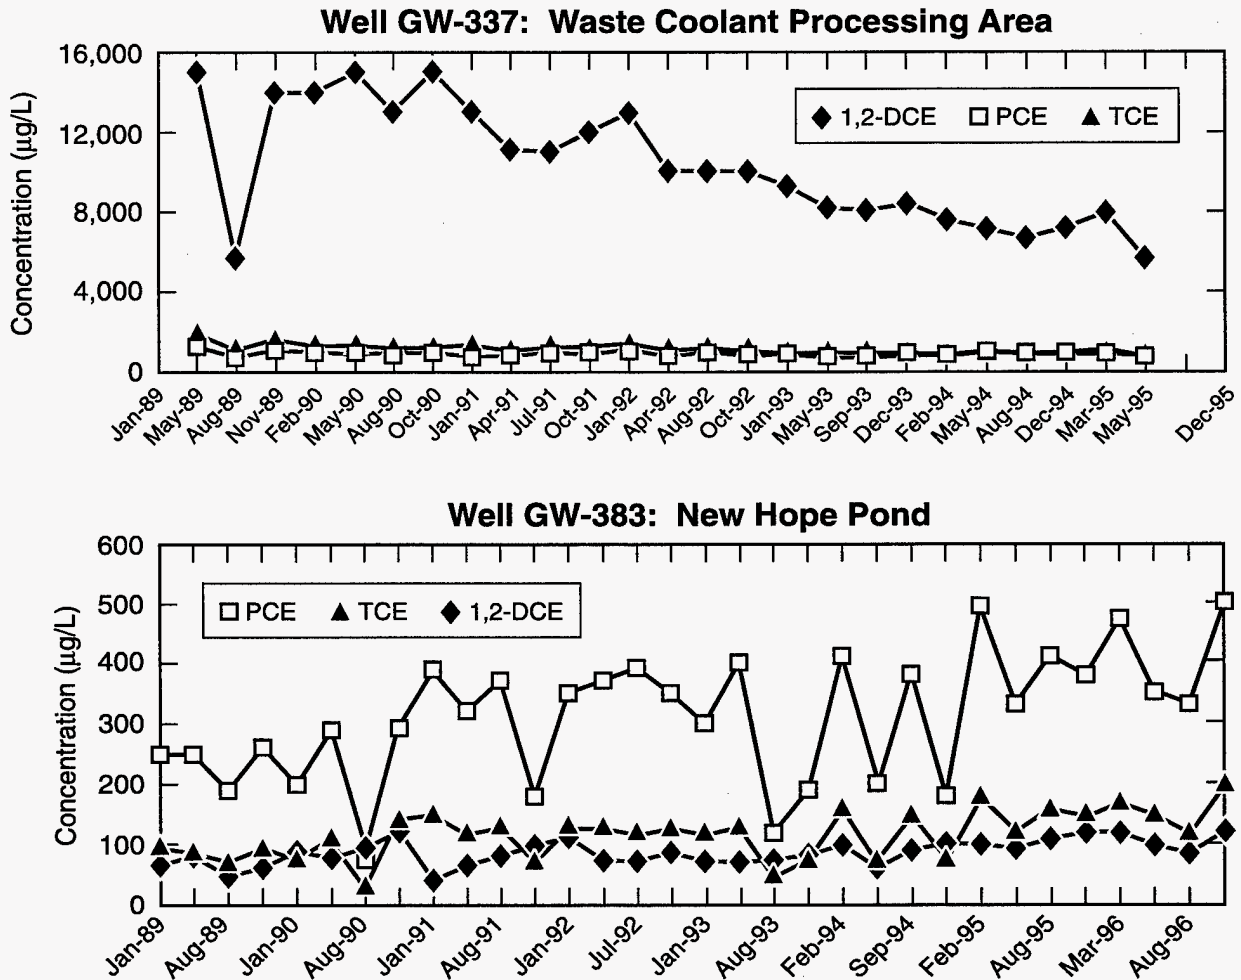 Well GW-337: Waste Coolant Processing Area
16,000
12,000
8,000
4,000
0
Concentration (µg/L)
1,2-DCE PCE TCE
Jan-89 May-89 Aug-89 Nov-89 Feb-90 May-90 Aug-90 Oct-90 Jan-91 Apr-91 Jul-91 Oct-91 Jan-92 Apr-92 Aug-92 Oct-92 Jan-93 May-93 Sep-93 Dec-93 Feb-94 May-94 Aug-94 Dec-94 Mar-95 May-95 Dec-95
Well GW-383: New Hope Pond
600
500
400
300
200
100
0
Concentration (µg/L)
PCE TCE 1,2-DCE
Jan-89 Aug-89 Jan-90 Aug-90 Jan-91 Aug-91 Jan-92 Jul-92 Jan-93 Aug-93 Feb-94 Sep-94 Feb-95 Aug-95 Mar-96 Aug-96